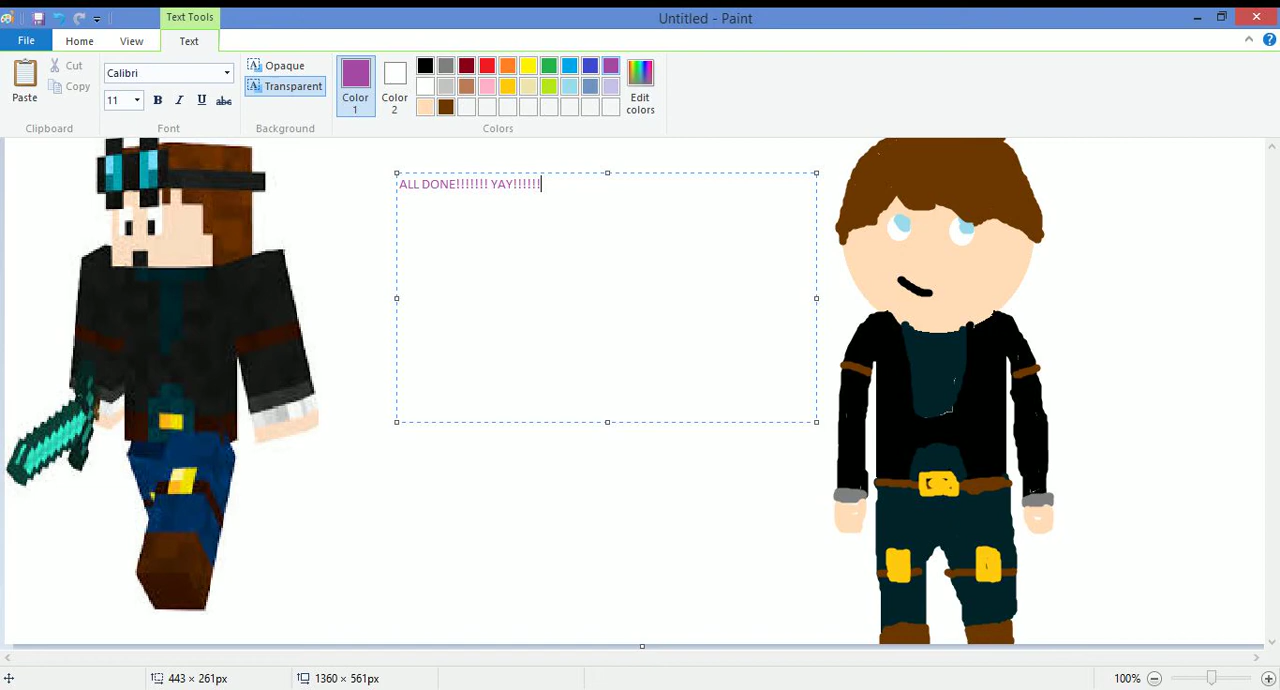 Text Tools
Untitled - Paint
File
Home
View
Text
Paste
Cut
Copy
Clipboard
Calibri
11
B I U abc
Font
Opaque
Transparent
Background
Color 1
Color 2
Edit colors
Colors
ALL DONE!!!!!!! YAY!!!!!!
443 × 261px
1360 × 561px
100%